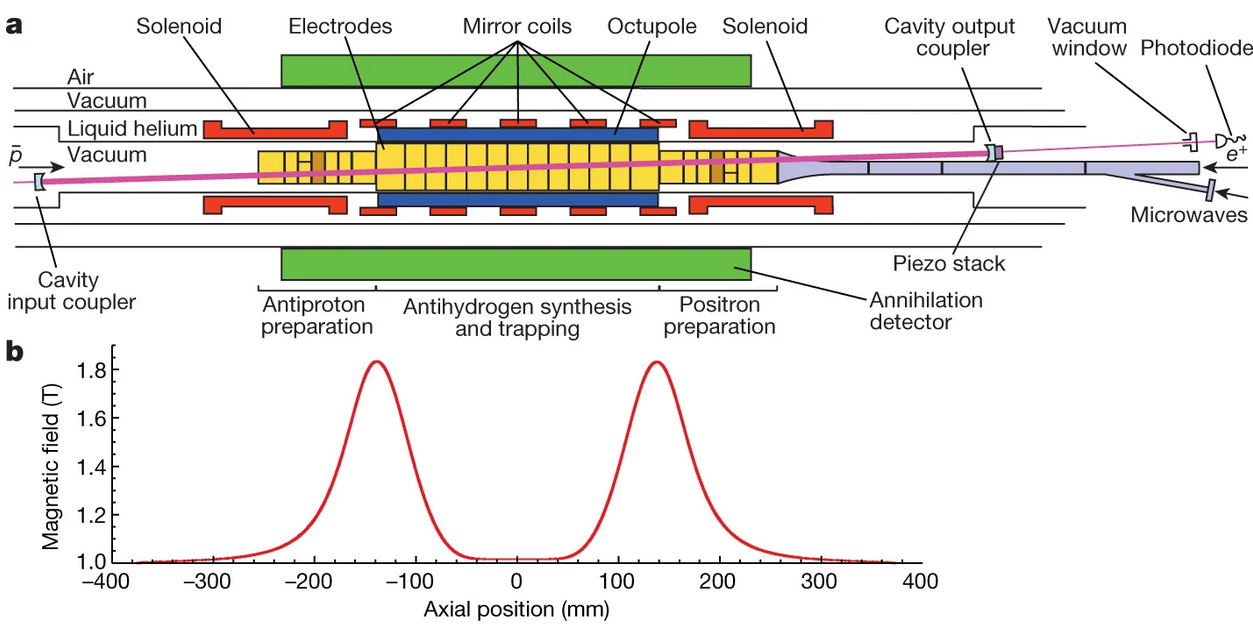 a
Solenoid
Electrodes
Mirror coils
Octupole
Solenoid
Cavity output
coupler
Vacuum
window
Photodiode
Air
Vacuum
Liquid helium
Vacuum
p̄
e⁺
Microwaves
Cavity
input coupler
Piezo stack
Antiproton
preparation
Antihydrogen synthesis
and trapping
Positron
preparation
Annihilation
detector
b
Magnetic field (T)
1.8
1.6
1.4
1.2
1.0
–400 –300 –200 –100 0 100 200 300 400
Axial position (mm)